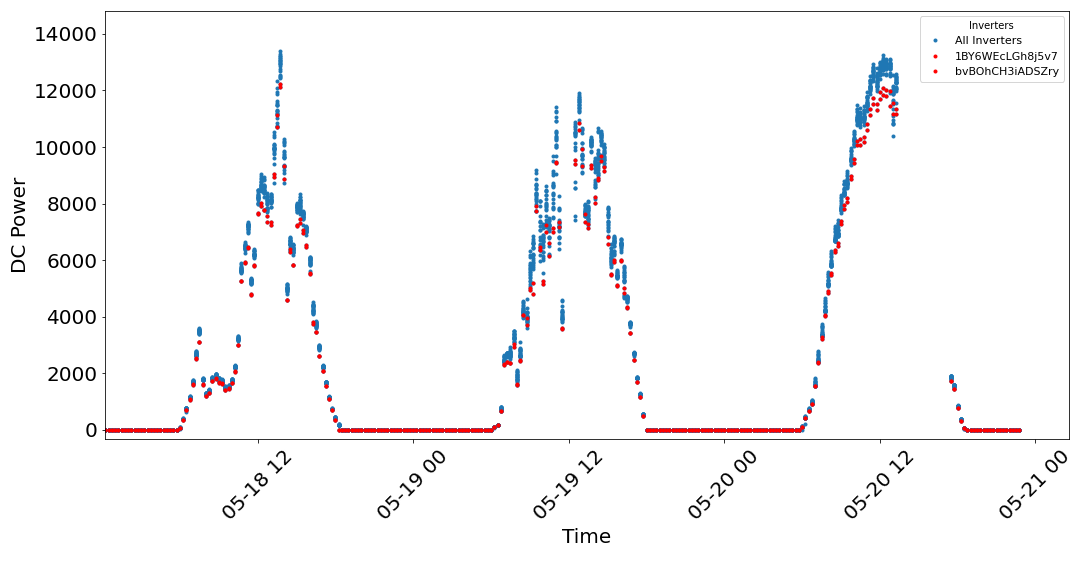 14000
12000
10000
8000
6000
4000
2000
0
DC Power
Inverters
All Inverters
1BY6WEcLGh8j5v7
bvBOhCH3iADSZry
05-18 12
05-19 00
05-19 12
05-20 00
05-20 12
05-21 00
Time